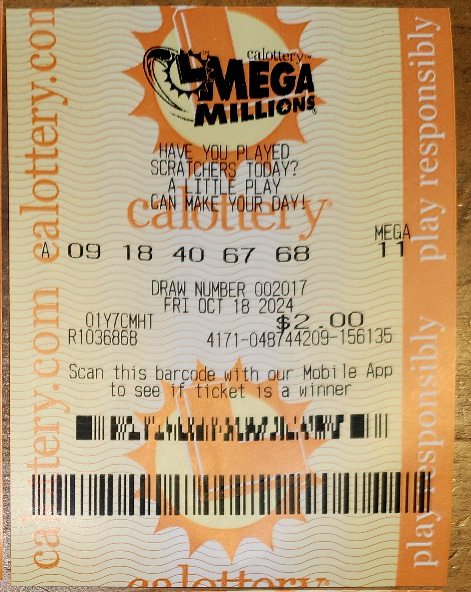 calottery™
MEGA
MILLIONS®
HAVE YOU PLAYED
SCRATCHERS TODAY?
A LITTLE PLAY
CAN MAKE YOUR DAY!
calottery®
MEGA
A 09 18 40 67 68 11
DRAW NUMBER 002017
FRI OCT 18 2024
01Y7CMHT $2.00
R1036868 4171-048744209-156135
Scan this barcode with our Mobile App
to see if ticket is a winner
calottery®
calottery.com calottery.com
play responsibly play responsibly